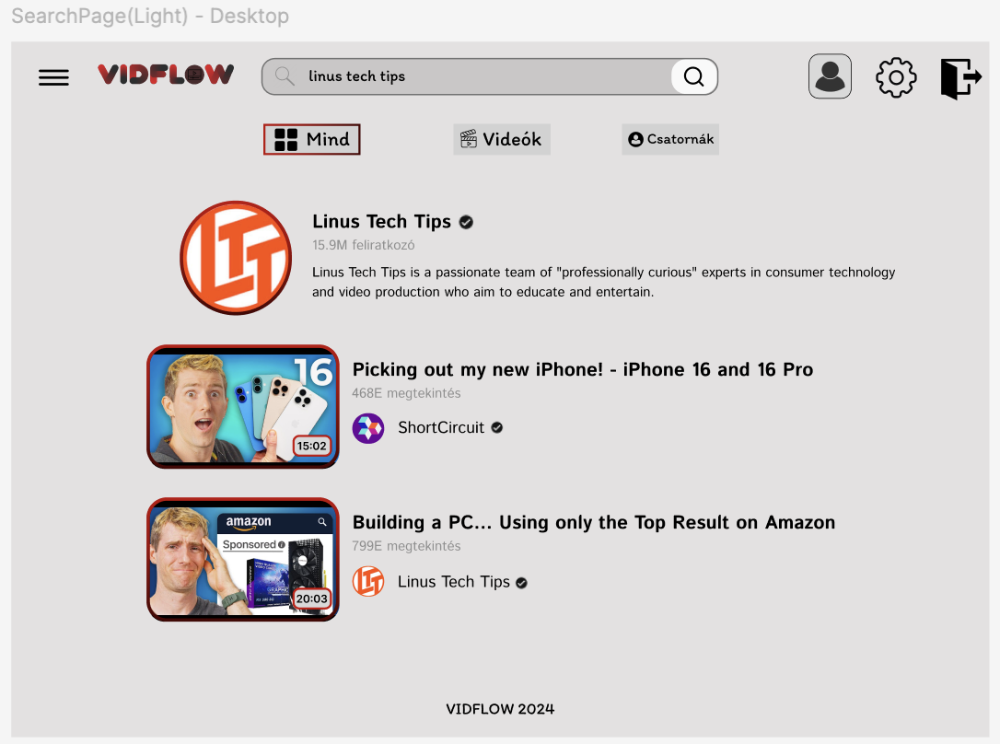 SearchPage(Light) - Desktop
VIDFLOW
linus tech tips
Mind
Videók
Csatornák
LTT
Linus Tech Tips
15.9M feliratkozó
Linus Tech Tips is a passionate team of "professionally curious" experts in consumer technology
and video production who aim to educate and entertain.
16
15:02
Picking out my new iPhone! - iPhone 16 and 16 Pro
468E megtekintés
ShortCircuit
amazon
Sponsored
20:03
Building a PC... Using only the Top Result on Amazon
799E megtekintés
LTT
Linus Tech Tips
VIDFLOW 2024